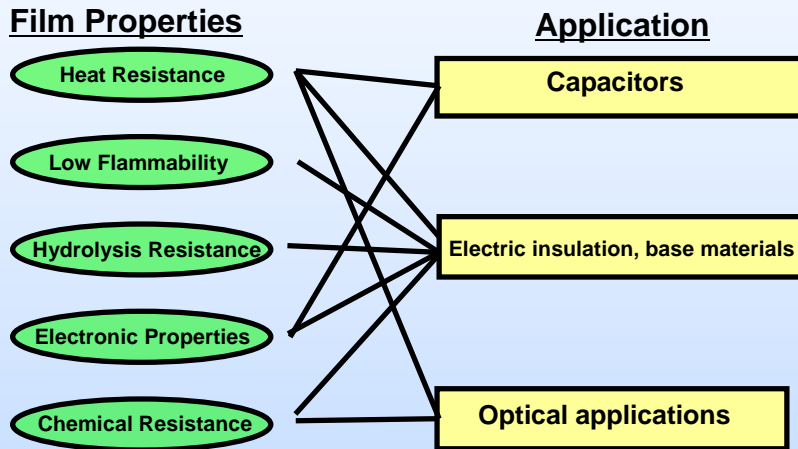 Film Properties
Application
Heat Resistance
Capacitors
Low Flammability
Hydrolysis Resistance
Electric insulation, base materials
Electronic Properties
Chemical Resistance
Optical applications